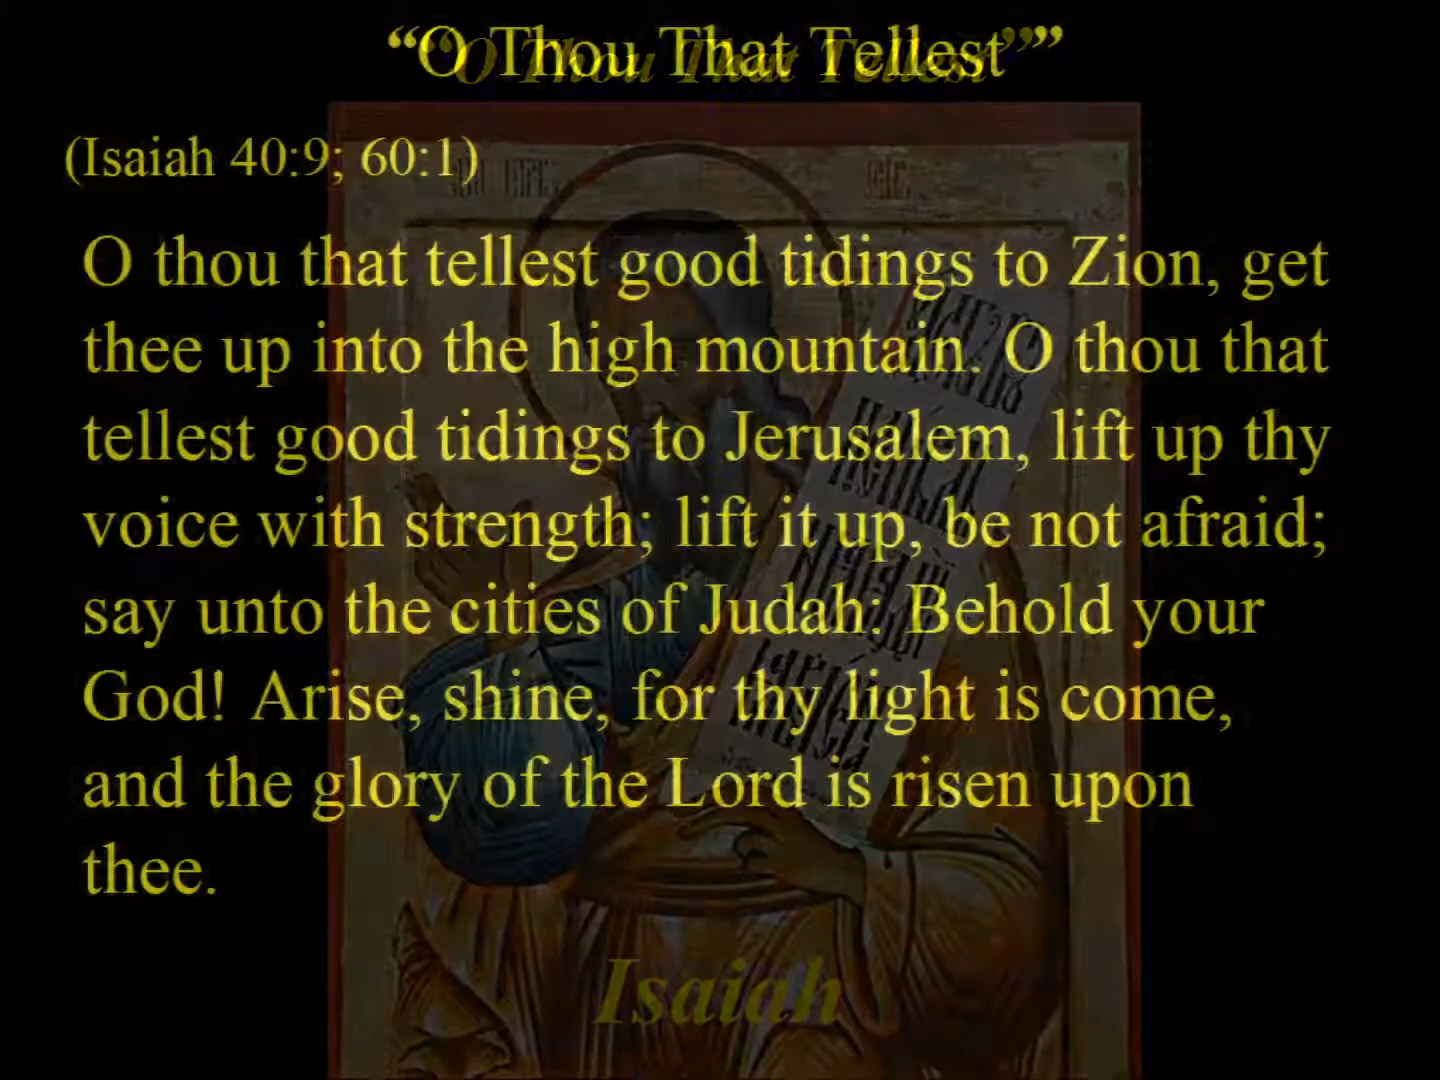 “O Thou That Tellest”
(Isaiah 40:9; 60:1)
O thou that tellest good tidings to Zion, get
thee up into the high mountain. O thou that
tellest good tidings to Jerusalem, lift up thy
voice with strength; lift it up, be not afraid;
say unto the cities of Judah: Behold your
God! Arise, shine, for thy light is come,
and the glory of the Lord is risen upon
thee.
Isaiah